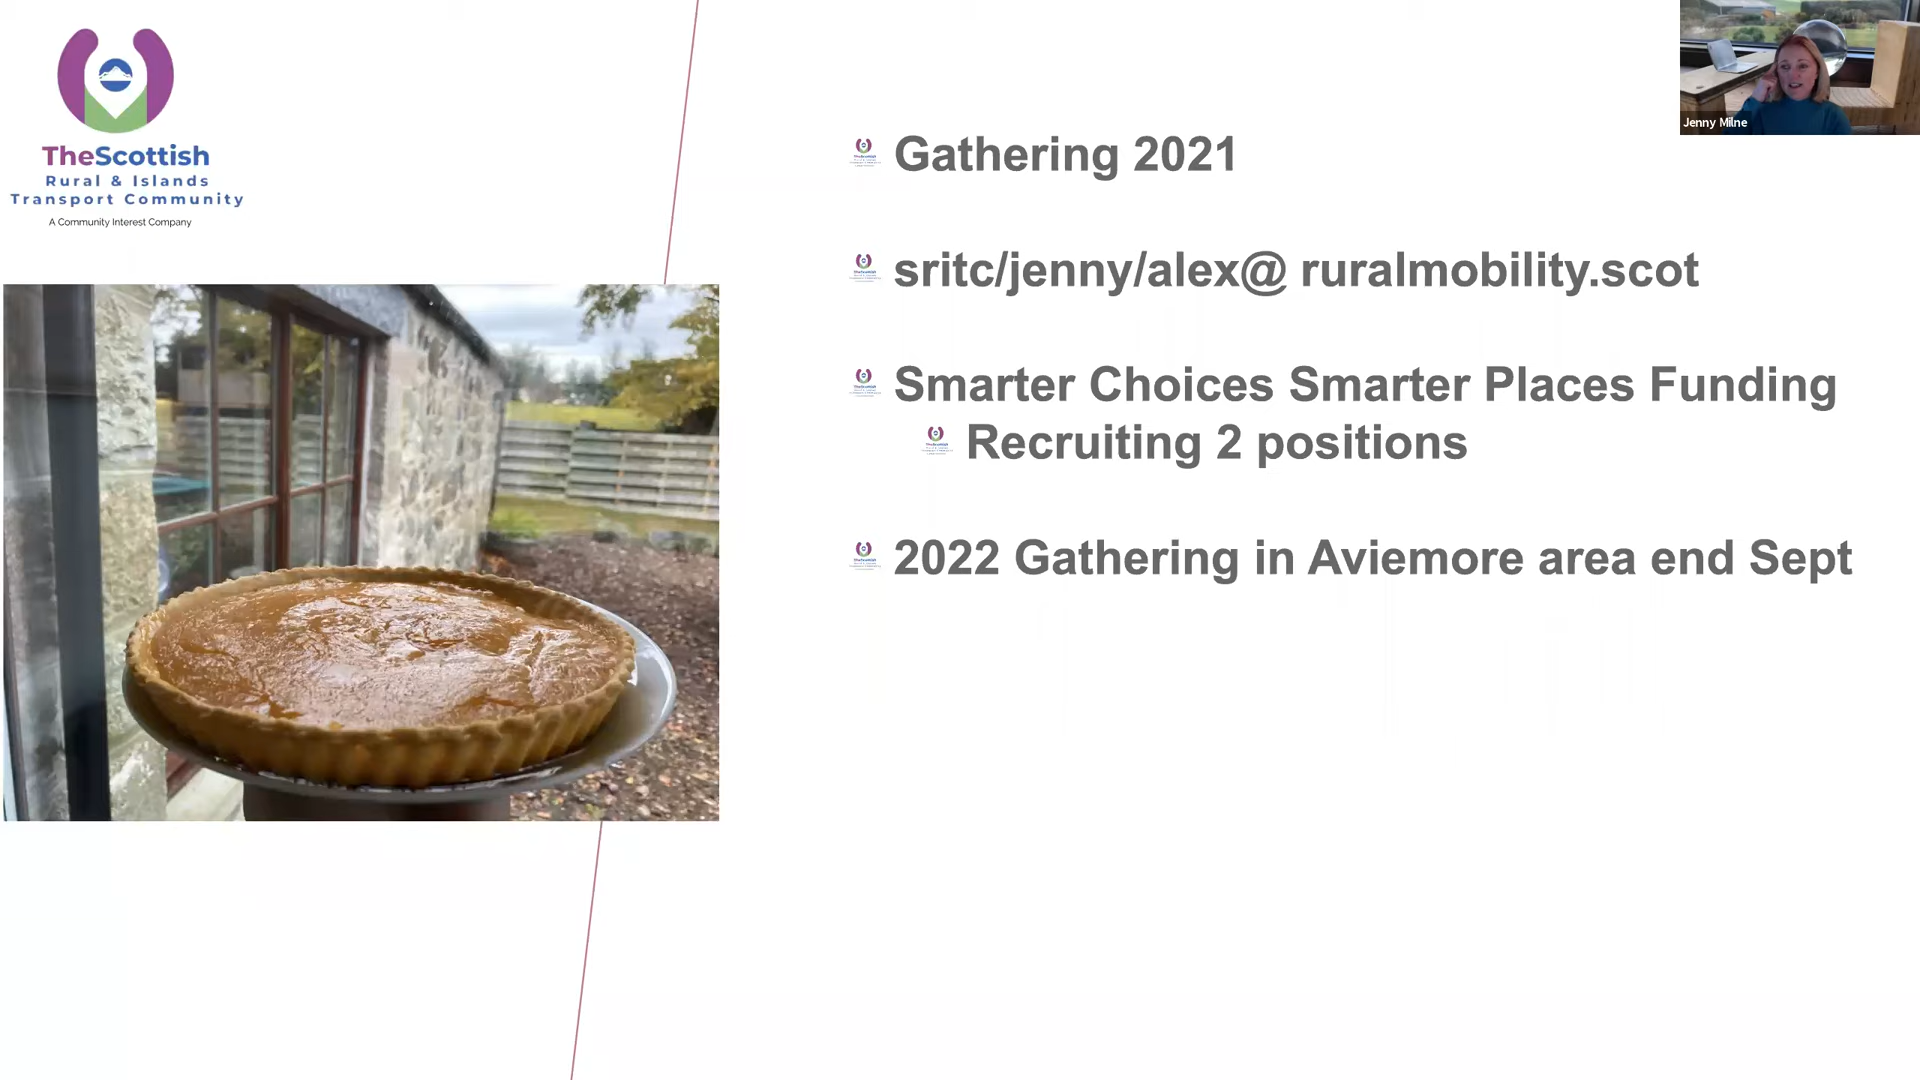 TheScottish
Rural & Islands
Transport Community
A Community Interest Company
Gathering 2021
sritc/jenny/alex@ ruralmobility.scot
Smarter Choices Smarter Places Funding
Recruiting 2 positions
2022 Gathering in Aviemore area end Sept
Jenny Milne